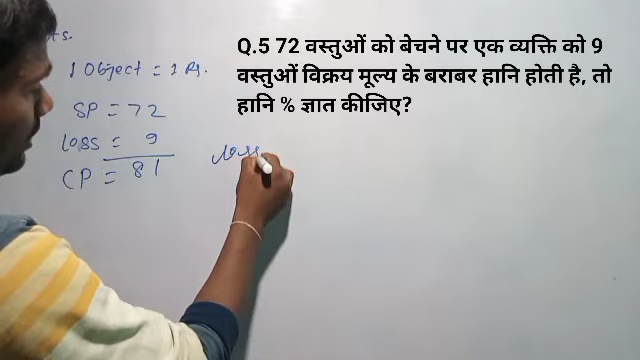 Q.5 72 वस्तुओं को बेचने पर एक व्यक्ति को 9
वस्तुओं विक्रय मूल्य के बराबर हानि होती है, तो
हानि % ज्ञात कीजिए?
1 Object = 1 Rs.
SP = 72
Loss = 9
CP = 81
loss